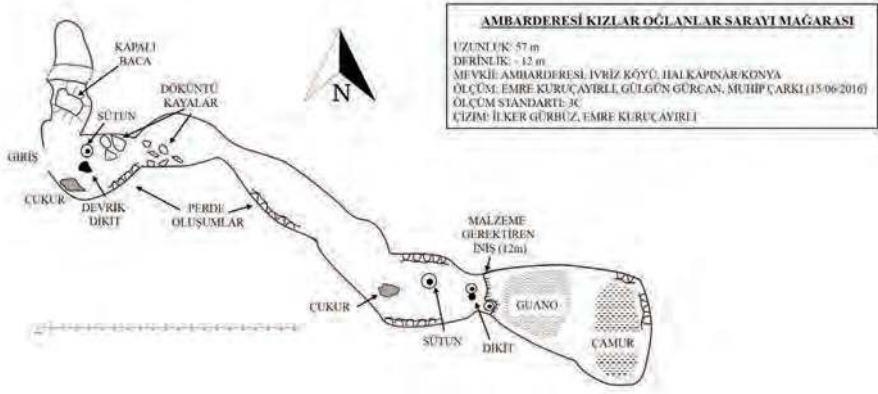 AMBARDERESİ KIZLAR OĞLANLAR SARAYI MAĞARASI
UZUNLUK: 57 m
DERİNLİK: - 12 m
MEVKİİ: AMBARDERESİ, İVRİZ KÖYÜ, HALKAPINAR/KONYA
ÖLÇÜM: EMRE KURUÇAYIRLI, GÜLGÜN GÜRCAN, MUHİP ÇARKI (15/06/2016)
ÖLÇÜM STANDARTI: 3C
ÇİZİM: İLKER GÜRBÜZ, EMRE KURUÇAYIRLI
KAPALI
BACA
DÖKÜNTÜ
KAYALAR
SÜTUN
N
GİRİŞ
ÇUKUR
DEVRİK
DİKİT
PERDE
OLUŞUMLAR
MALZEME
GEREKTİREN
İNİŞ (12m)
ÇUKUR
SÜTUN
DİKİT
GUANO
ÇAMUR